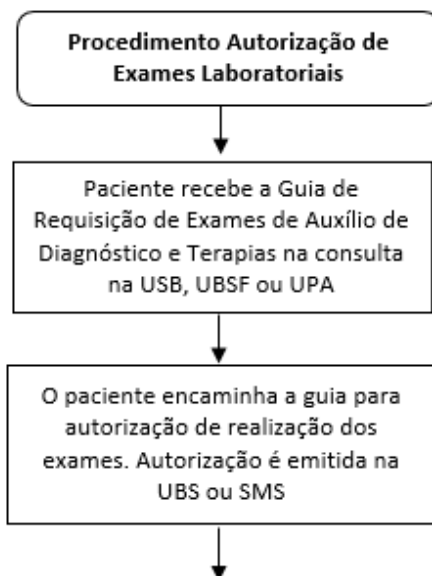 Procedimento Autorização de
Exames Laboratoriais
Paciente recebe a Guia de
Requisição de Exames de Auxílio de
Diagnóstico e Terapias na consulta
na USB, UBSF ou UPA
O paciente encaminha a guia para
autorização de realização dos
exames. Autorização é emitida na
UBS ou SMS